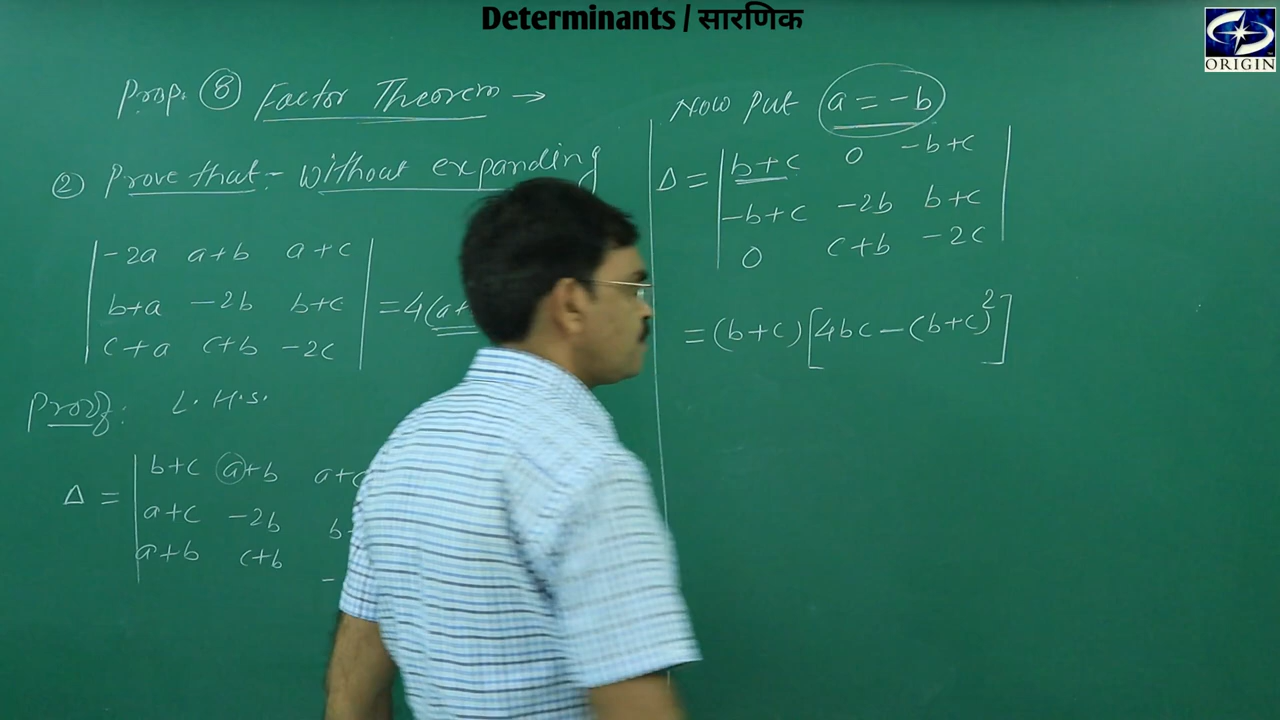 Determinants / सारणिक
ORIGIN
Prop. 8 Factor Theorem →
② Prove that:- Without expanding
-2a a+b a+c
b+a -2b b+c = 4(a+
c+a c+b -2c
Proof: L.H.S.
b+c a+b a+c
Δ = a+c -2b b-
a+b c+b -
Now Put a = -b
Δ = b+c 0 -b+c
-b+c -2b b+c
0 c+b -2c
= (b+c)[4bc-(b+c)²]